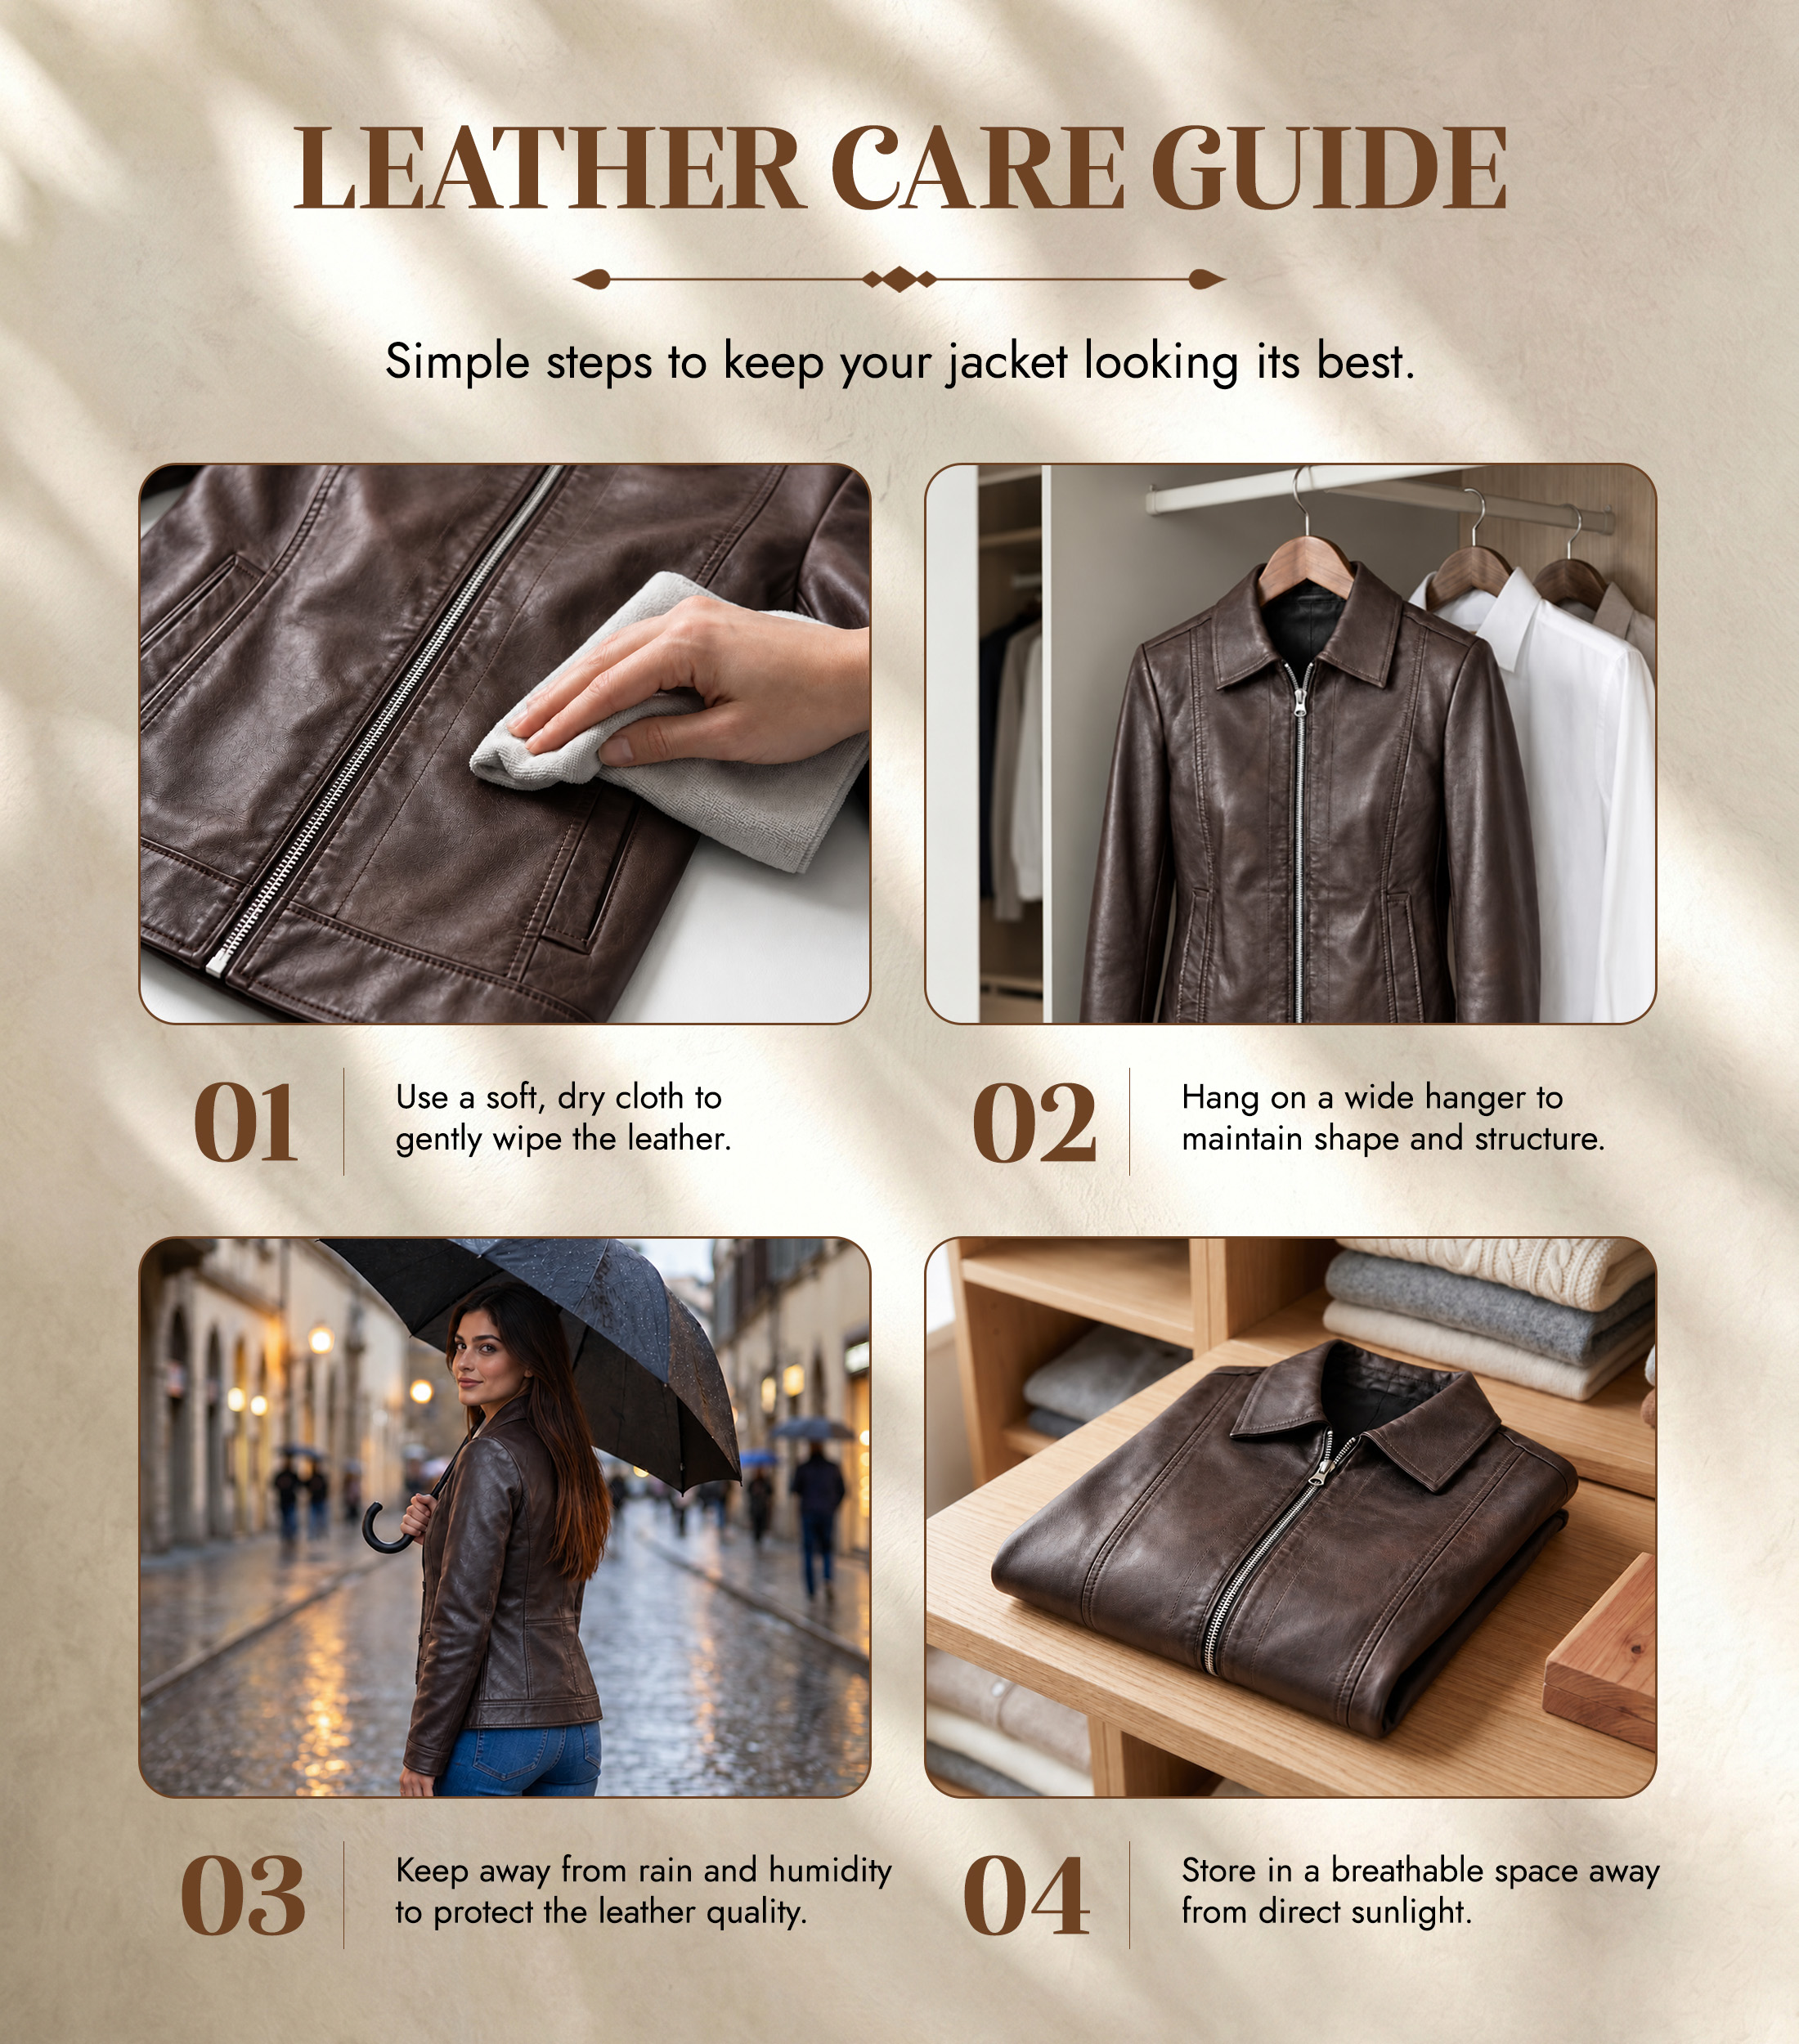 LEATHER CARE GUIDE
Simple steps to keep your jacket looking its best.
01
Use a soft, dry cloth to
gently wipe the leather.
02
Hang on a wide hanger to
maintain shape and structure.
03
Keep away from rain and humidity
to protect the leather quality.
04
Store in a breathable space away
from direct sunlight.